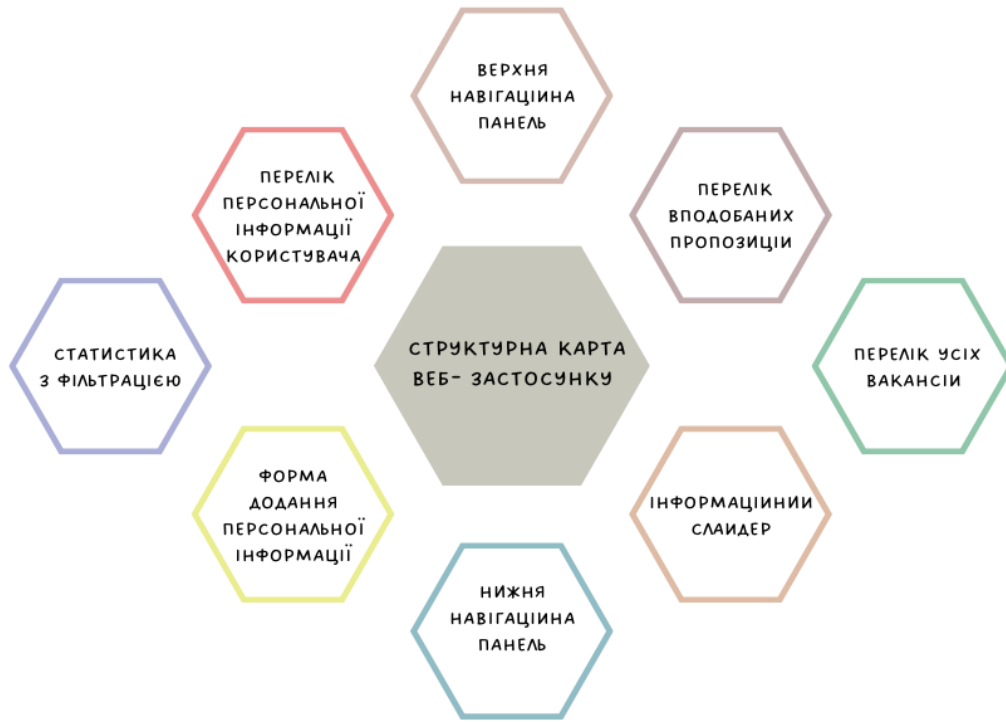 ВЕРХНЯ
НАВІГАЦІИНА
ПАНЕЛЬ
ПЕРЕЛІК
ПЕРСОНАЛЬНОЇ
ІНФОРМАЦІЇ
КОРИСТУВАЧА
ПЕРЕЛІК
ВПОДОБАНИХ
ПРОПОЗИЦІИ
СТАТИСТИКА
З ФІЛЬТРАЦІЄЮ
СТРУКТУРНА КАРТА
ВЕБ- ЗАСТОСУНКУ
ПЕРЕЛІК УСІХ
ВАКАНСІИ
ФОРМА
ДОДАННЯ
ПЕРСОНАЛЬНОЇ
ІНФОРМАЦІЇ
ІНФОРМАЦІИНИИ
СЛАИДЕР
НИЖНЯ
НАВІГАЦІИНА
ПАНЕЛЬ